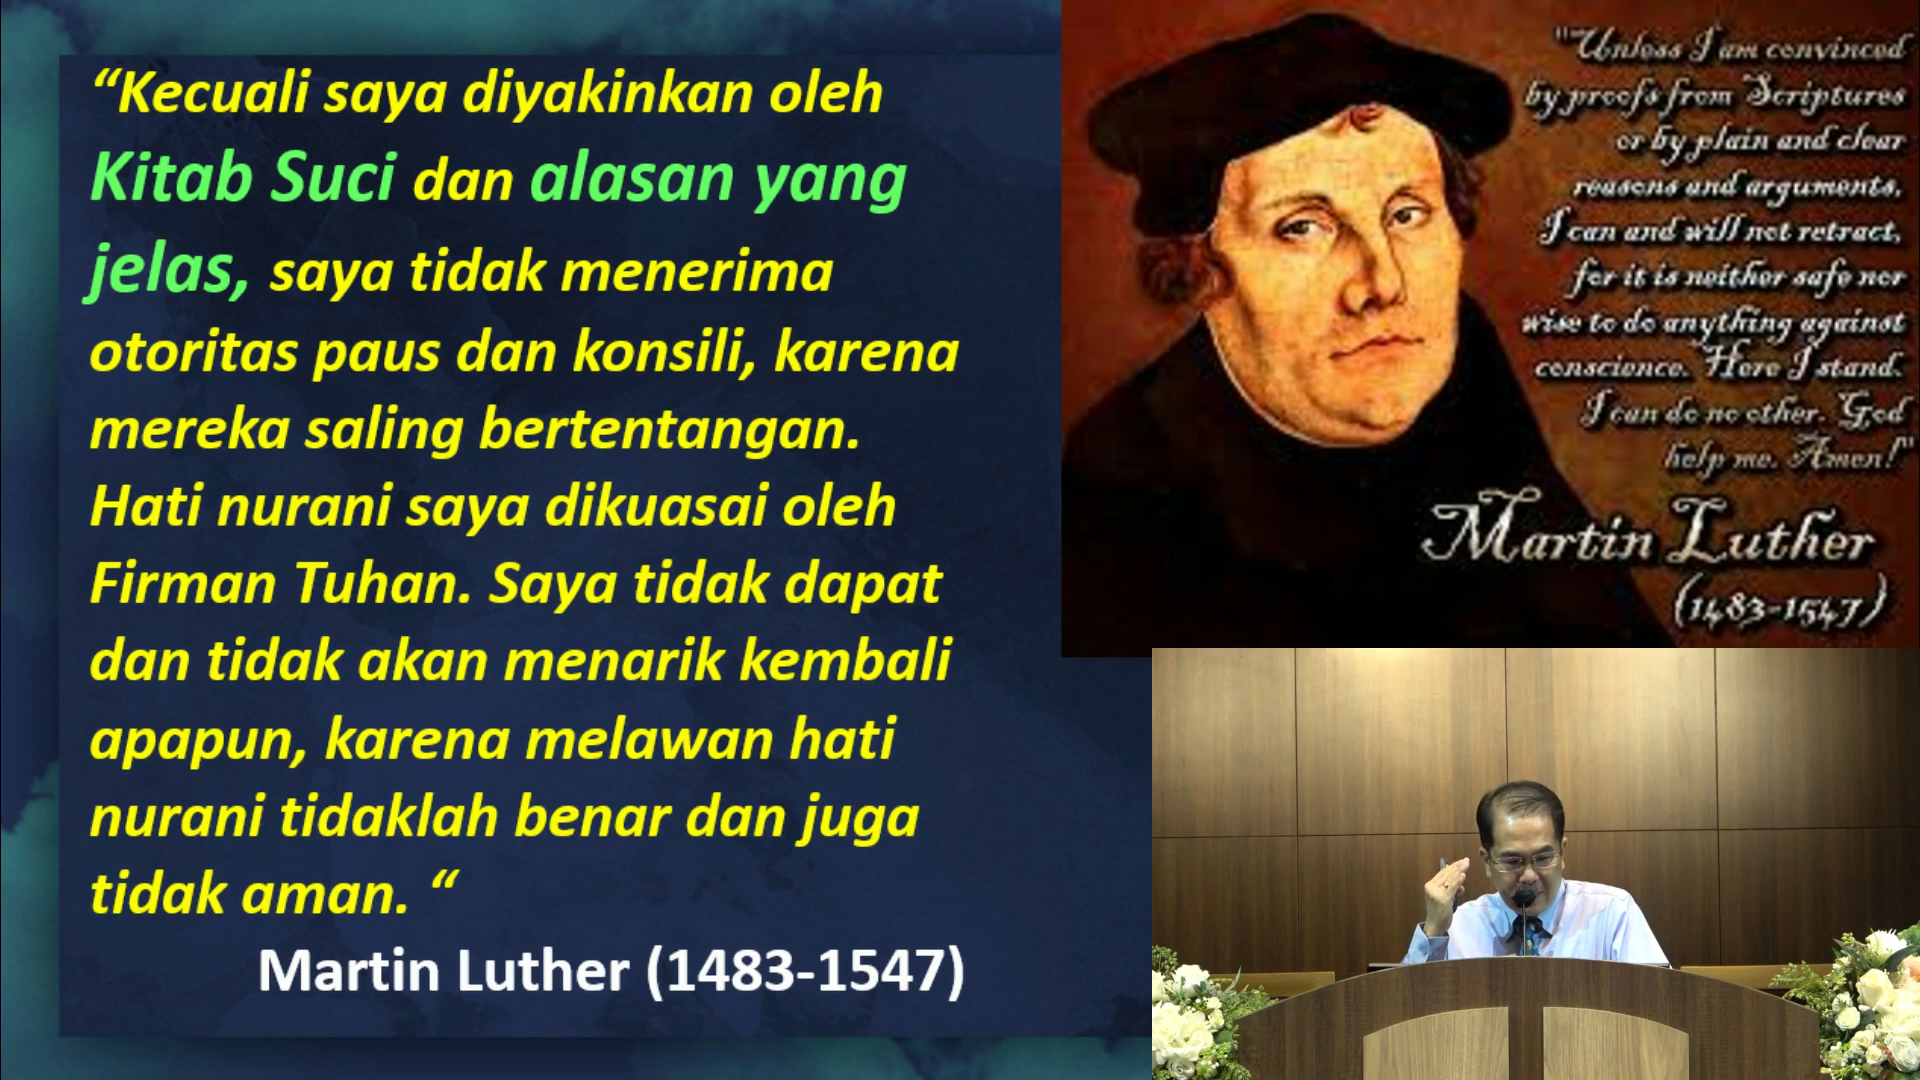 “Kecuali saya diyakinkan oleh
Kitab Suci dan alasan yang
jelas, saya tidak menerima
otoritas paus dan konsili, karena
mereka saling bertentangan.
Hati nurani saya dikuasai oleh
Firman Tuhan. Saya tidak dapat
dan tidak akan menarik kembali
apapun, karena melawan hati
nurani tidaklah benar dan juga
tidak aman. “
Martin Luther (1483-1547)
""Unless I am convinced
by proofs from Scriptures
or by plain and clear
reasons and arguments,
I can and will not retract,
for it is neither safe nor
wise to do anything against
conscience. Here I stand.
I can do no other. God
help me. Amen!"
Martin Luther
(1483-1547)